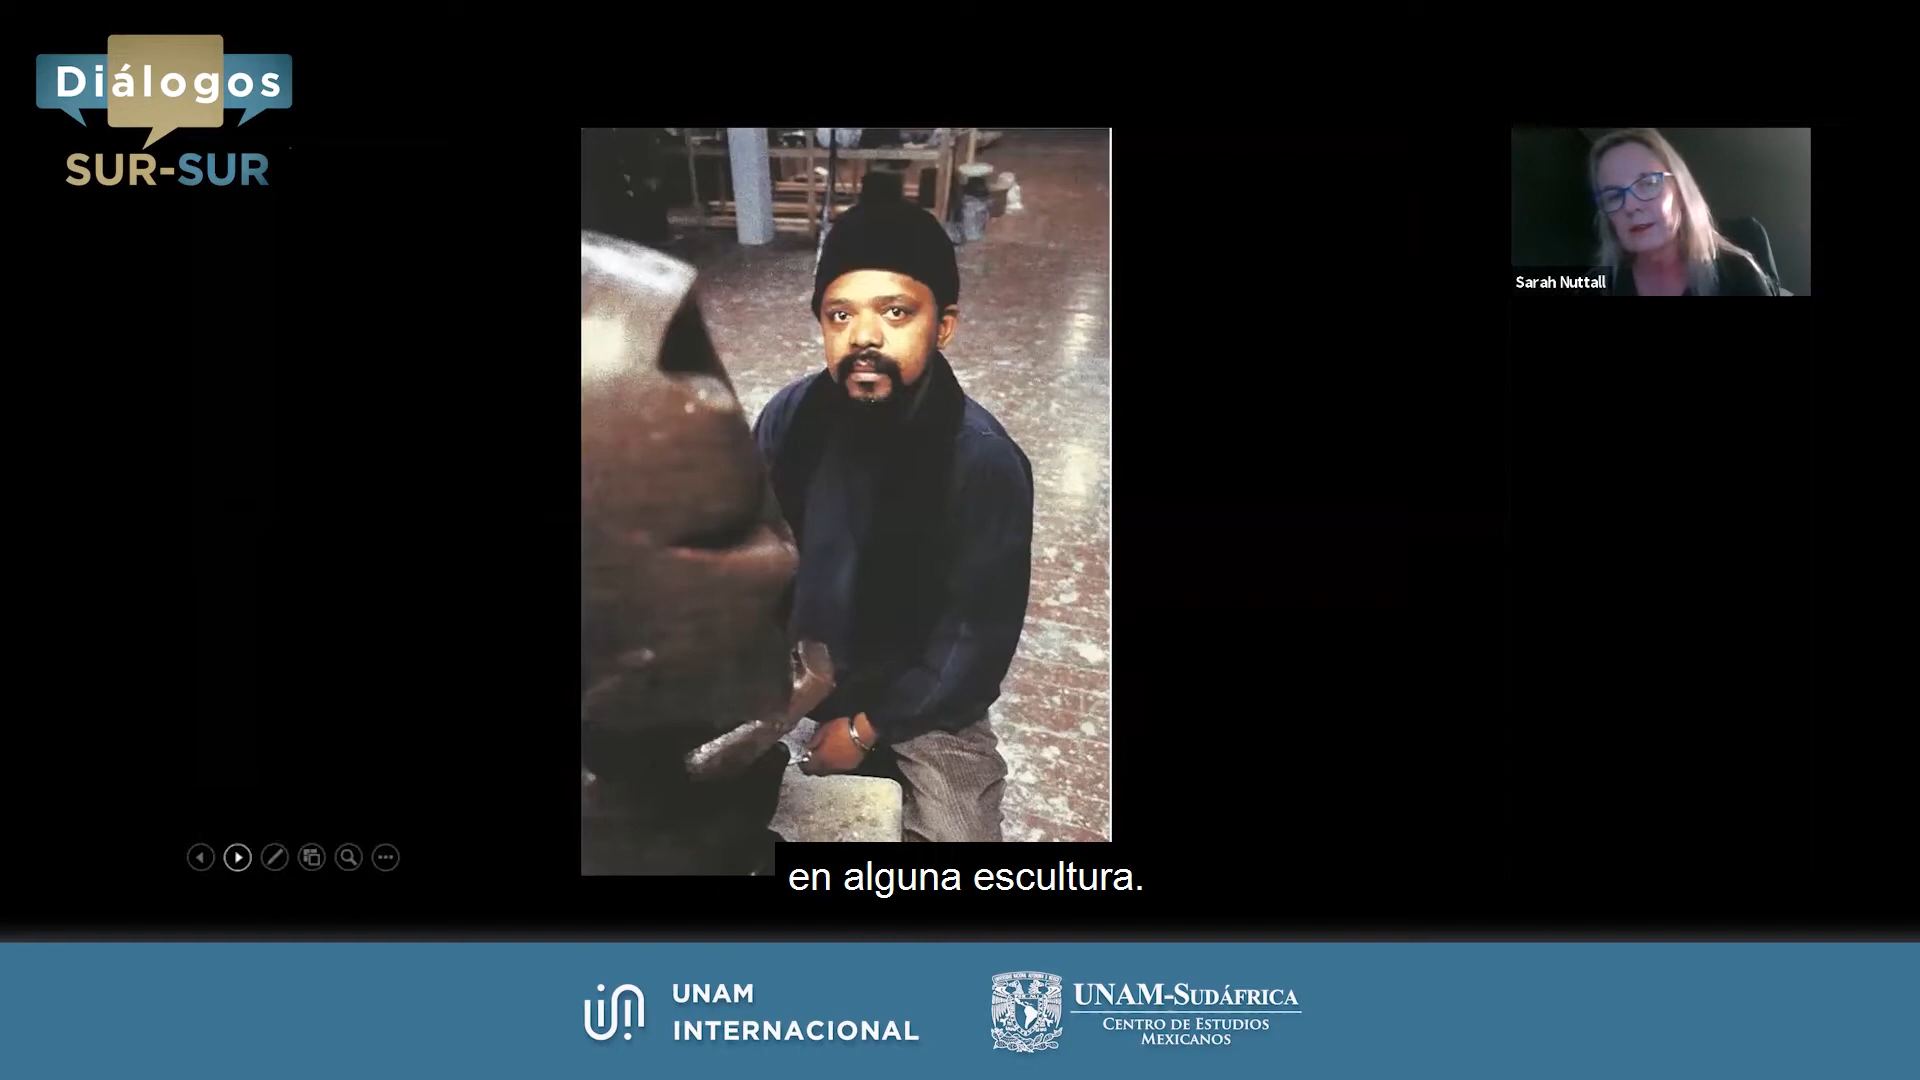 Diálogos
SUR-SUR
Sarah Nuttall
en alguna escultura.
UNAM
INTERNACIONAL
UNAM-SUDÁFRICA
CENTRO DE ESTUDIOS
MEXICANOS